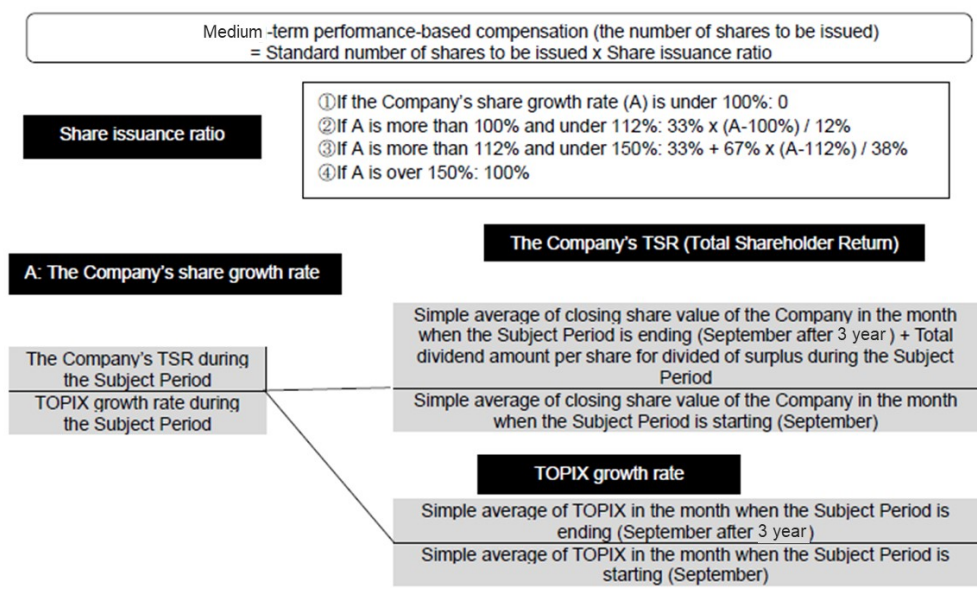 Medium -term performance-based compensation (the number of shares to be issued)
= Standard number of shares to be issued x Share issuance ratio
Share issuance ratio
①If the Company's share growth rate (A) is under 100%: 0
②If A is more than 100% and under 112%: 33% x (A-100%) / 12%
③If A is more than 112% and under 150%: 33% + 67% x (A-112%) / 38%
④If A is over 150%: 100%
The Company's TSR (Total Shareholder Return)
A: The Company's share growth rate
Simple average of closing share value of the Company in the month
when the Subject Period is ending (September after 3 year) + Total
dividend amount per share for divided of surplus during the Subject
Period
The Company's TSR during
the Subject Period
TOPIX growth rate during
the Subject Period
Simple average of closing share value of the Company in the month
when the Subject Period is starting (September)
TOPIX growth rate
Simple average of TOPIX in the month when the Subject Period is
ending (September after 3 year)
Simple average of TOPIX in the month when the Subject Period is
starting (September)